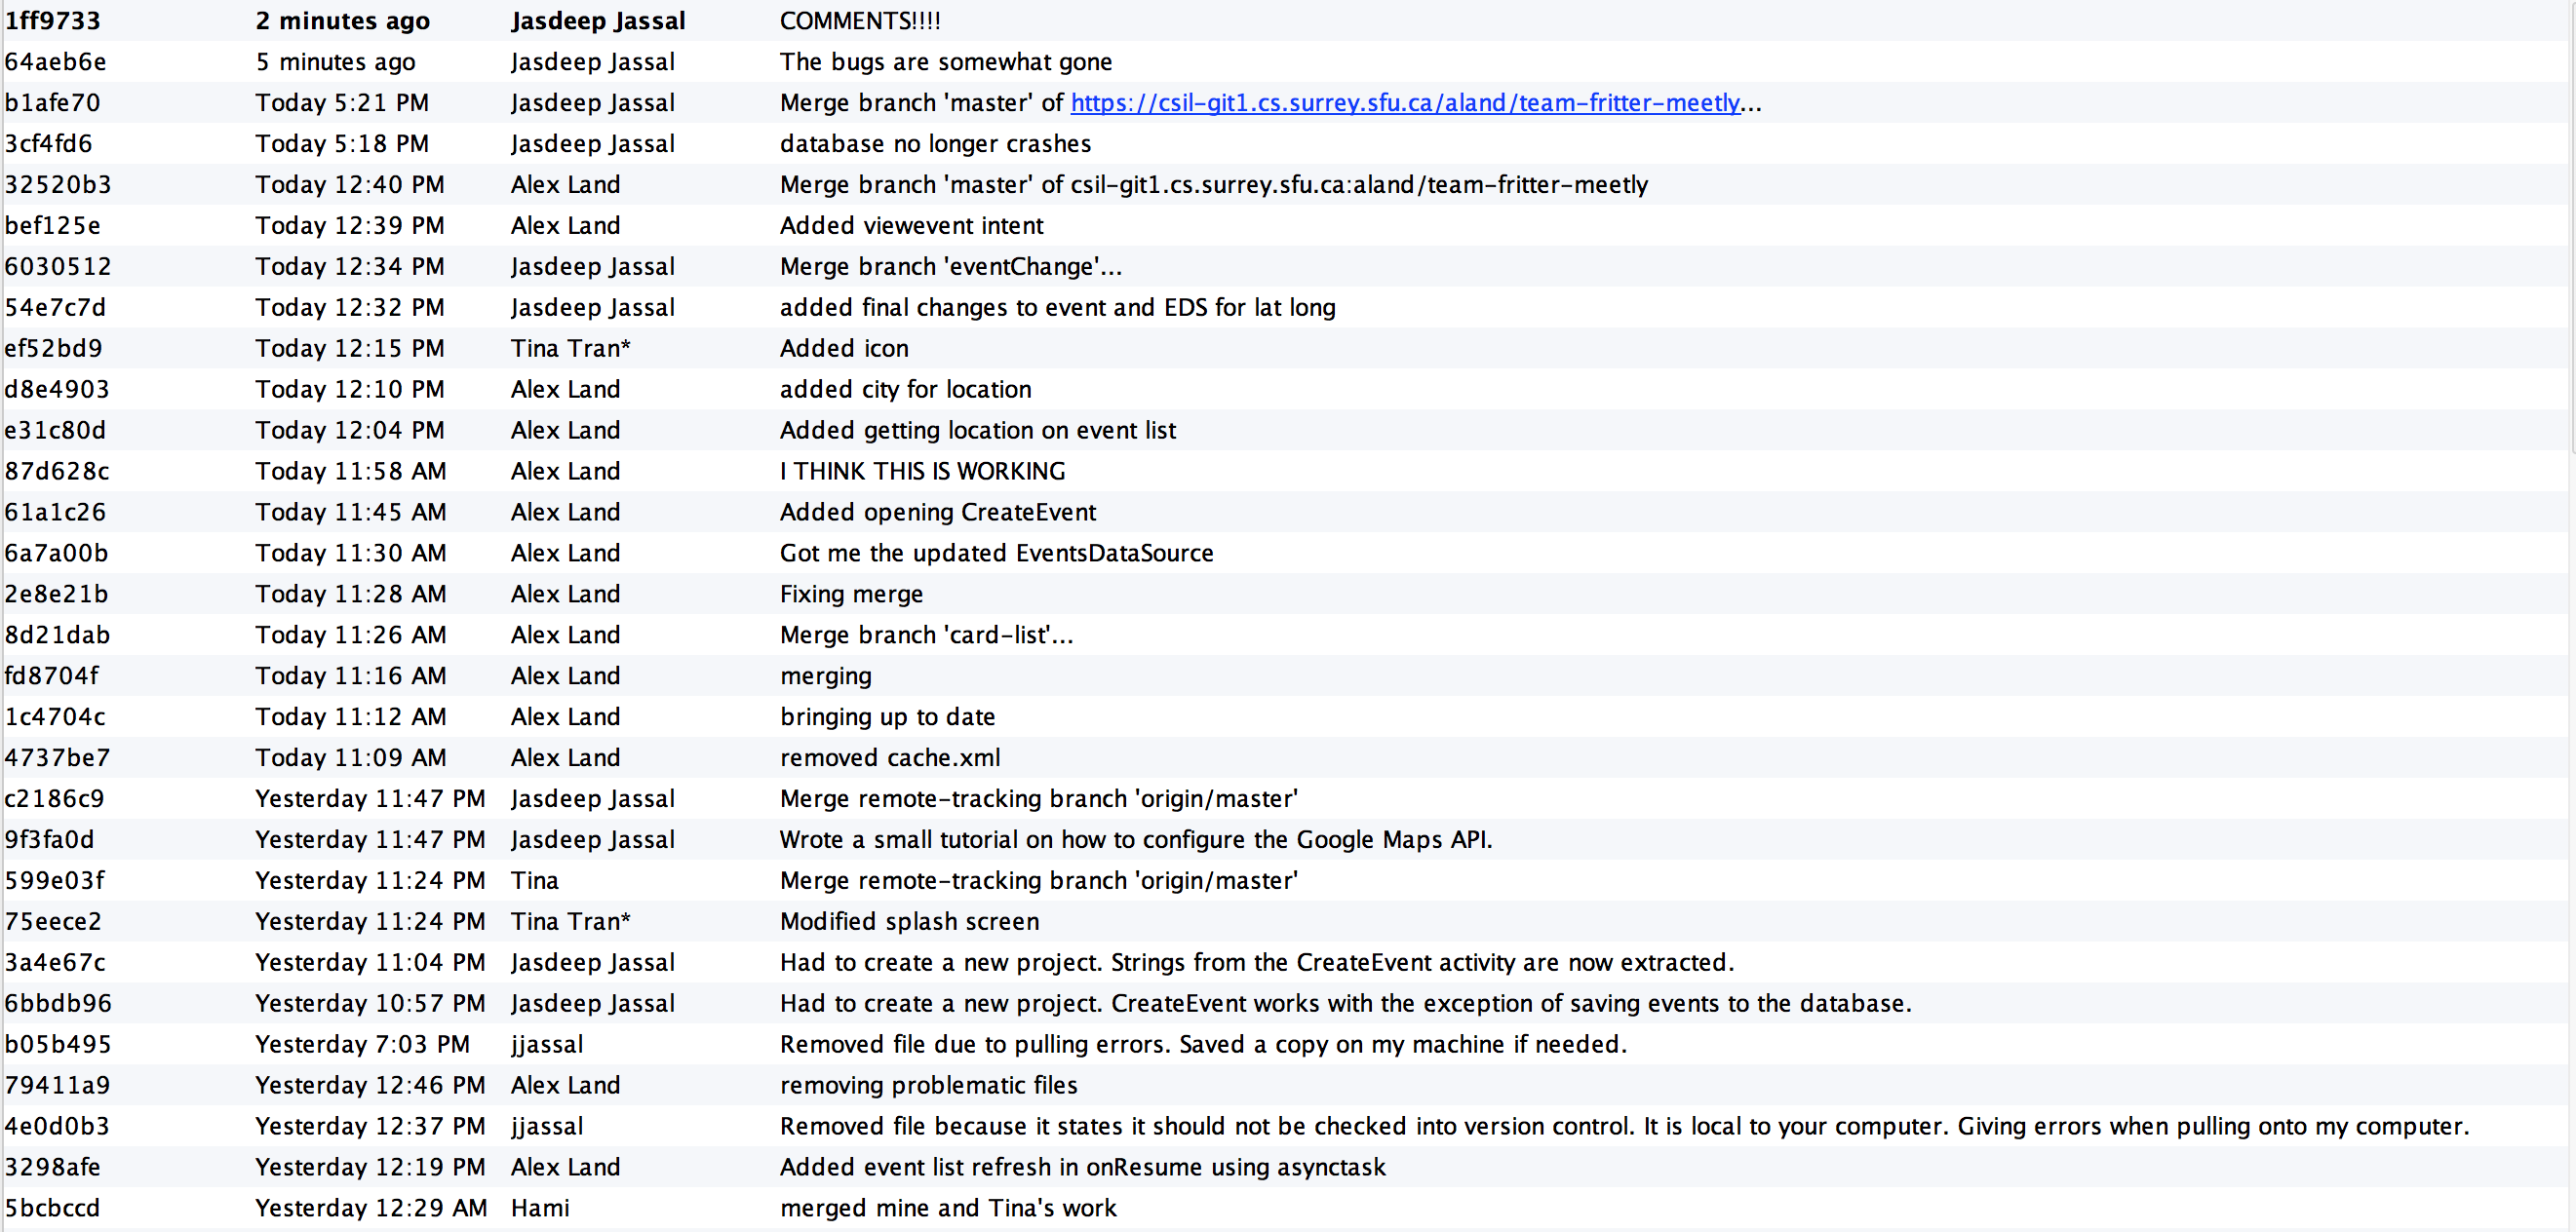 1ff9733 2 minutes ago Jasdeep Jassal COMMENTS!!!!
64aeb6e 5 minutes ago Jasdeep Jassal The bugs are somewhat gone
b1afe70 Today 5:21 PM Jasdeep Jassal Merge branch 'master' of https://csil-git1.cs.surrey.sfu.ca/aland/team-fritter-meetly...
3cf4fd6 Today 5:18 PM Jasdeep Jassal database no longer crashes
32520b3 Today 12:40 PM Alex Land Merge branch 'master' of csil-git1.cs.surrey.sfu.ca:aland/team-fritter-meetly
bef125e Today 12:39 PM Alex Land Added viewevent intent
6030512 Today 12:34 PM Jasdeep Jassal Merge branch 'eventChange'...
54e7c7d Today 12:32 PM Jasdeep Jassal added final changes to event and EDS for lat long
ef52bd9 Today 12:15 PM Tina Tran* Added icon
d8e4903 Today 12:10 PM Alex Land added city for location
e31c80d Today 12:04 PM Alex Land Added getting location on event list
87d628c Today 11:58 AM Alex Land I THINK THIS IS WORKING
61a1c26 Today 11:45 AM Alex Land Added opening CreateEvent
6a7a00b Today 11:30 AM Alex Land Got me the updated EventsDataSource
2e8e21b Today 11:28 AM Alex Land Fixing merge
8d21dab Today 11:26 AM Alex Land Merge branch 'card-list'...
fd8704f Today 11:16 AM Alex Land merging
1c4704c Today 11:12 AM Alex Land bringing up to date
4737be7 Today 11:09 AM Alex Land removed cache.xml
c2186c9 Yesterday 11:47 PM Jasdeep Jassal Merge remote-tracking branch 'origin/master'
9f3fa0d Yesterday 11:47 PM Jasdeep Jassal Wrote a small tutorial on how to configure the Google Maps API.
599e03f Yesterday 11:24 PM Tina Merge remote-tracking branch 'origin/master'
75eece2 Yesterday 11:24 PM Tina Tran* Modified splash screen
3a4e67c Yesterday 11:04 PM Jasdeep Jassal Had to create a new project. Strings from the CreateEvent activity are now extracted.
6bbdb96 Yesterday 10:57 PM Jasdeep Jassal Had to create a new project. CreateEvent works with the exception of saving events to the database.
b05b495 Yesterday 7:03 PM jjassal Removed file due to pulling errors. Saved a copy on my machine if needed.
79411a9 Yesterday 12:46 PM Alex Land removing problematic files
4e0d0b3 Yesterday 12:37 PM jjassal Removed file because it states it should not be checked into version control. It is local to your computer. Giving errors when pulling onto my computer.
3298afe Yesterday 12:19 PM Alex Land Added event list refresh in onResume using asynctask
5bcbccd Yesterday 12:29 AM Hami merged mine and Tina's work